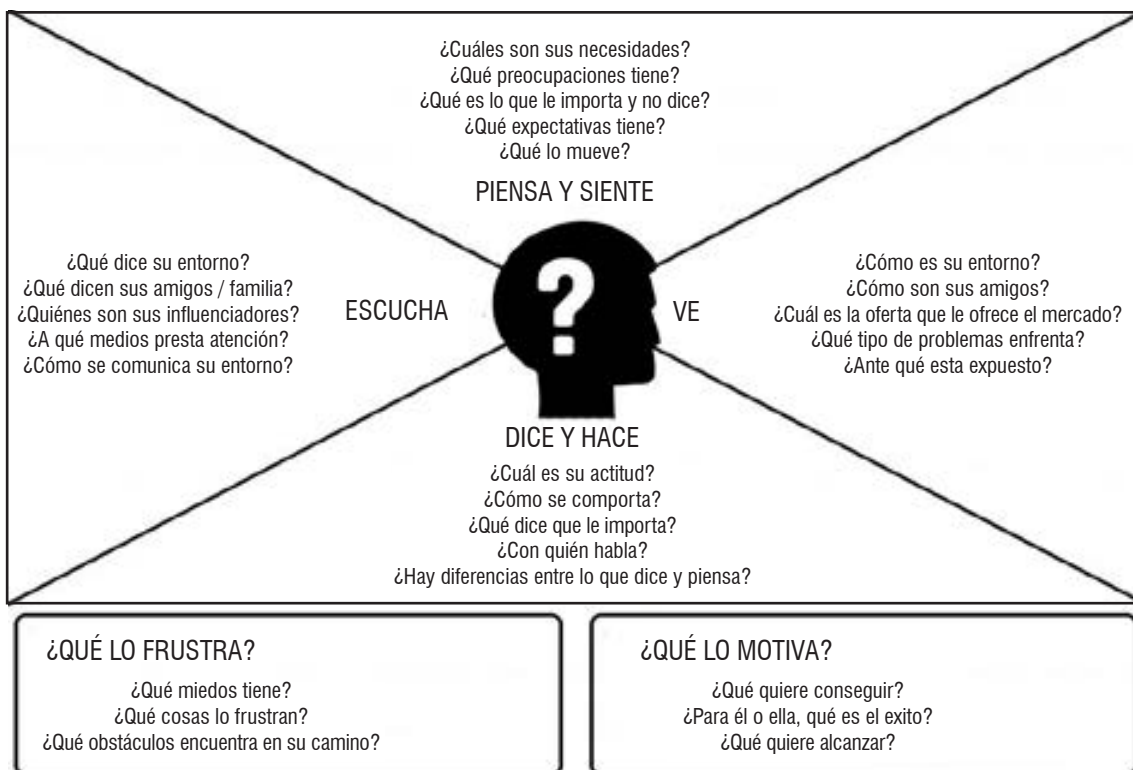 ¿Cuáles son sus necesidades?
¿Qué preocupaciones tiene?
¿Qué es lo que le importa y no dice?
¿Qué expectativas tiene?
¿Qué lo mueve?
PIENSA Y SIENTE
¿Qué dice su entorno?
¿Qué dicen sus amigos / familia?
¿Quiénes son sus influenciadores?
¿A qué medios presta atención?
¿Cómo se comunica su entorno?
ESCUCHA
?
VE
¿Cómo es su entorno?
¿Cómo son sus amigos?
¿Cuál es la oferta que le ofrece el mercado?
¿Qué tipo de problemas enfrenta?
¿Ante qué esta expuesto?
DICE Y HACE
¿Cuál es su actitud?
¿Cómo se comporta?
¿Qué dice que le importa?
¿Con quién habla?
¿Hay diferencias entre lo que dice y piensa?
¿QUÉ LO FRUSTRA?
¿Qué miedos tiene?
¿Qué cosas lo frustran?
¿Qué obstáculos encuentra en su camino?
¿QUÉ LO MOTIVA?
¿Qué quiere conseguir?
¿Para él o ella, qué es el exito?
¿Qué quiere alcanzar?